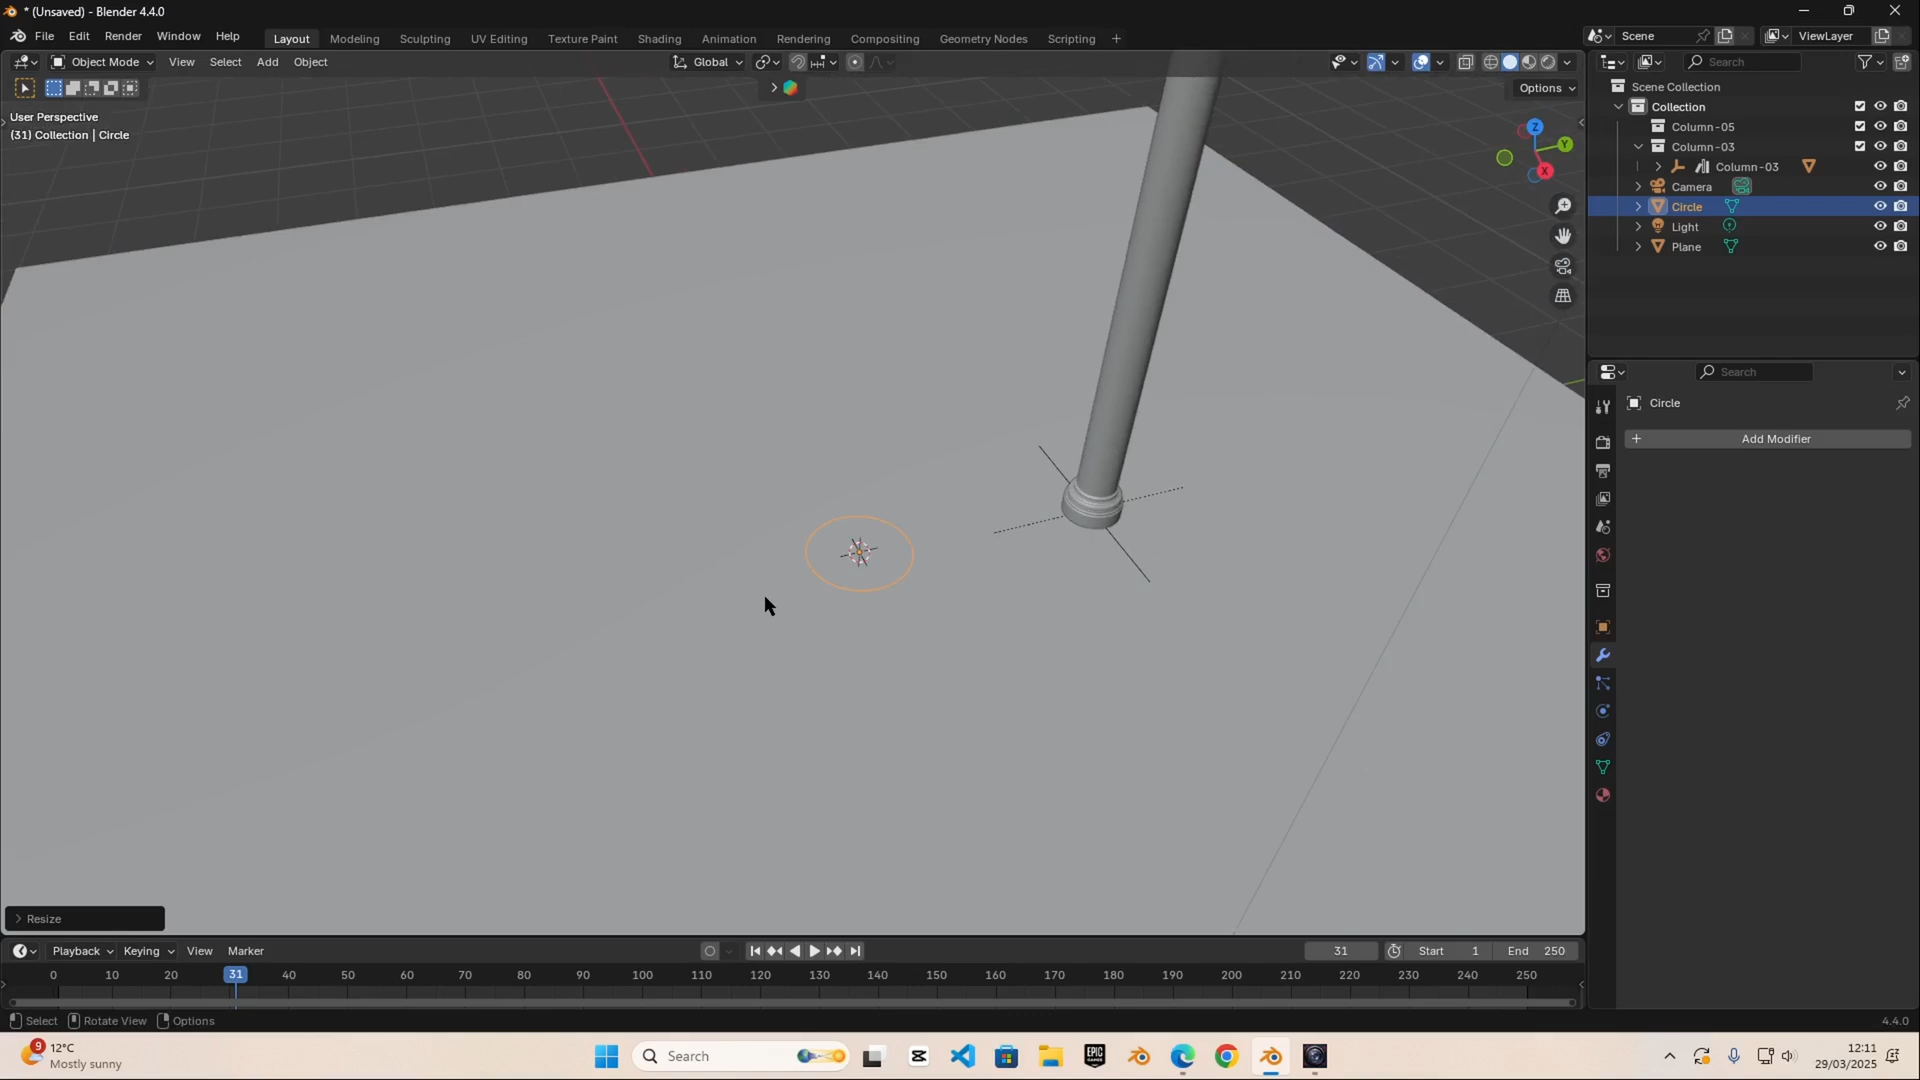 * (Unsaved) - Blender 4.4.0
File Edit Render Window Help Layout Modeling Sculpting UV Editing Texture Paint Shading Animation Rendering Compositing Geometry Nodes Scripting + Scene ViewLayer
Object Mode View Select Add Object Global Search
Options
User Perspective
(31) Collection | Circle
Z
Y
X
Scene Collection
Collection
Column-05
Column-03
Column-03
Camera
Circle
Light
Plane
Search
Circle
+ Add Modifier
Resize
Playback Keying View Marker 31 Start 1 End 250
0 10 20 31 40 50 60 70 80 90 100 110 120 130 140 150 160 170 180 190 200 210 220 230 240 250
Select Rotate View Options 4.4.0
9
12°C
Mostly sunny
Search
EPIC GAMES
12:11
29/03/2025